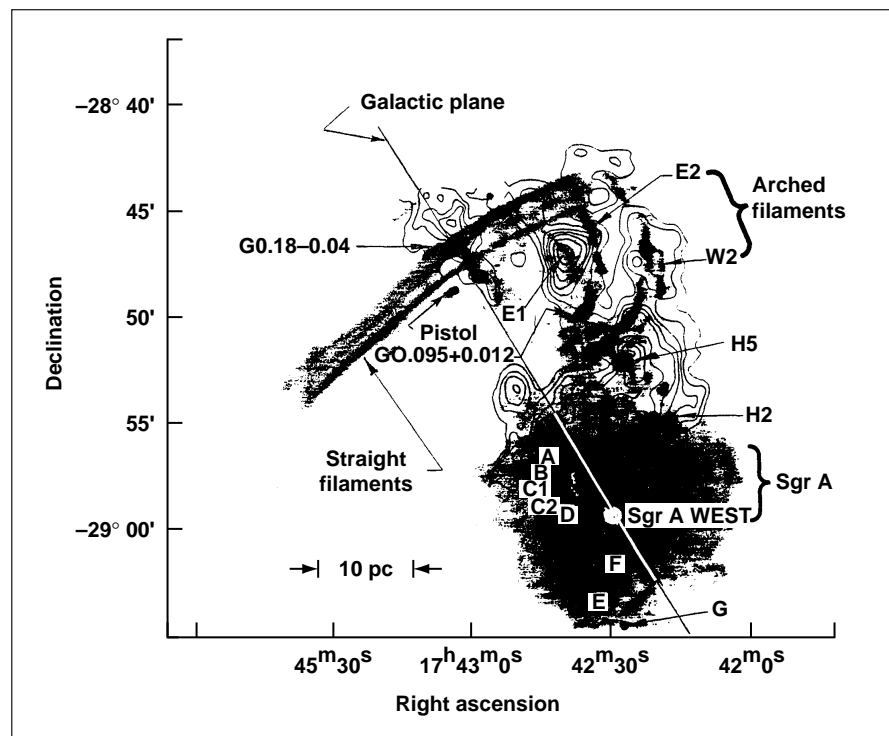 Galactic plane
–28° 40'
E2
Arched
filaments
45'
G0.18–0.04
W2
50'
E1
Pistol
GO.095+0.012
H5
H2
55'
Straight
filaments
A
B
C1
C2
D
Sgr A
Sgr A WEST
–29° 00'
10 pc
F
E
G
45ᵐ30ˢ
17ʰ43ᵐ0ˢ
42ᵐ30ˢ
42ᵐ0ˢ
Declination
Right ascension